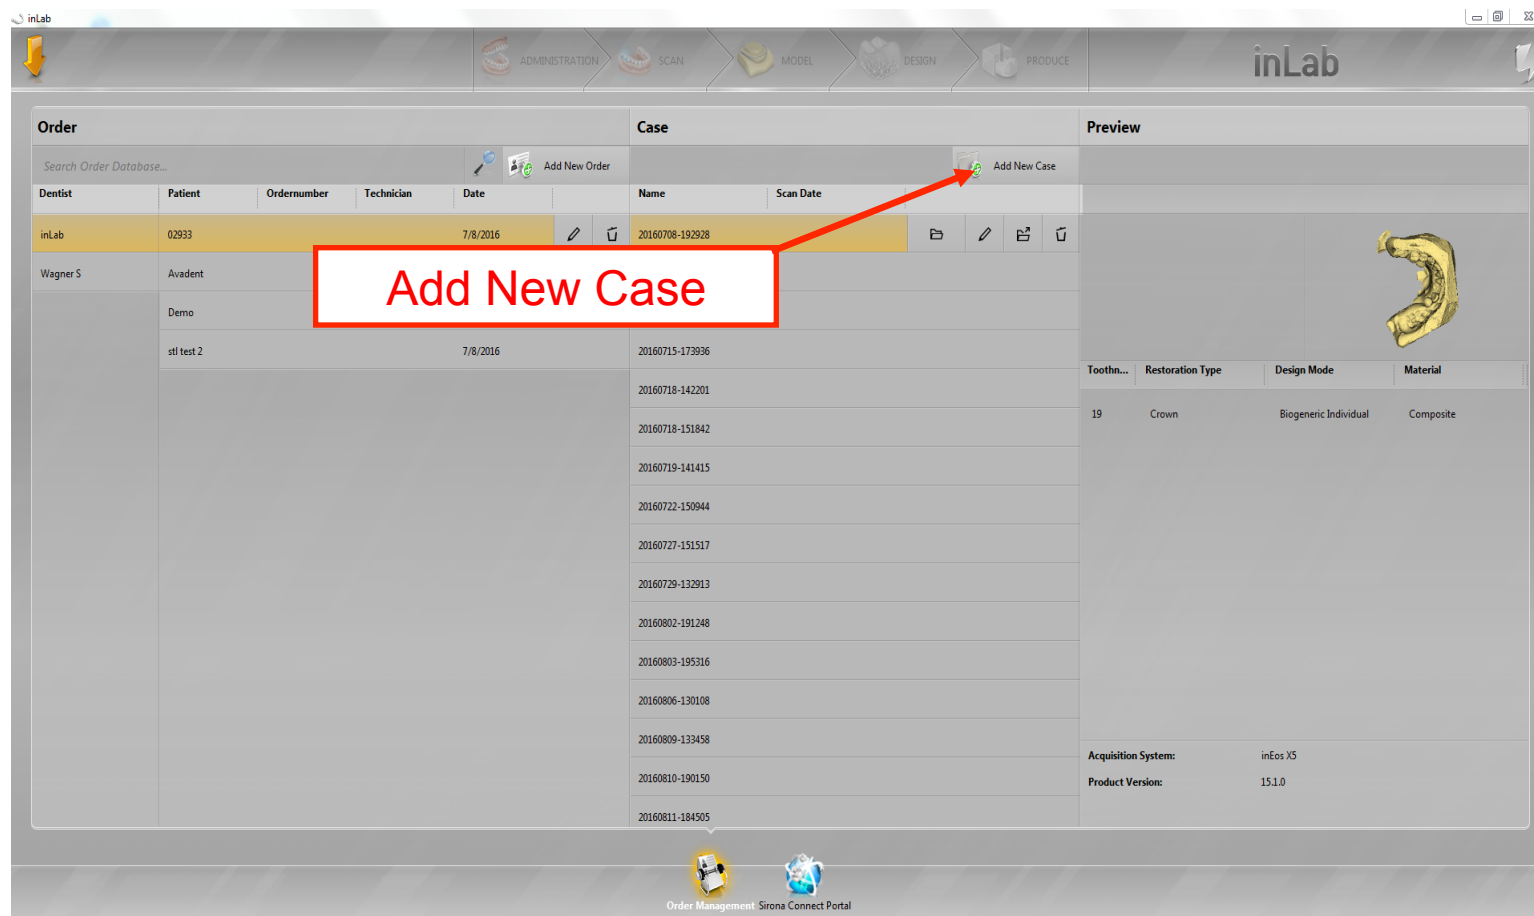 inLab
ADMINISTRATION
SCAN
MODEL
DESIGN
PRODUCE
inLab
Order
Case
Preview
Search Order Database...
Add New Order
Add New Case
Dentist Patient Ordernumber Technician Date
Name Scan Date
inLab 02933 7/8/2016
20160708-192928
Wagner S Avadent
Add New Case
Demo
stl test 2 7/8/2016
20160715-173936
20160718-142201
20160718-151842
20160719-141415
20160722-150944
20160727-151517
20160729-132913
20160802-191248
20160803-195316
20160806-130108
20160809-133458
20160810-190150
20160811-184505
Toothn... Restoration Type Design Mode Material
19 Crown Biogeneric Individual Composite
Acquisition System: inEos X5
Product Version: 15.1.0
Order Management
Sirona Connect Portal